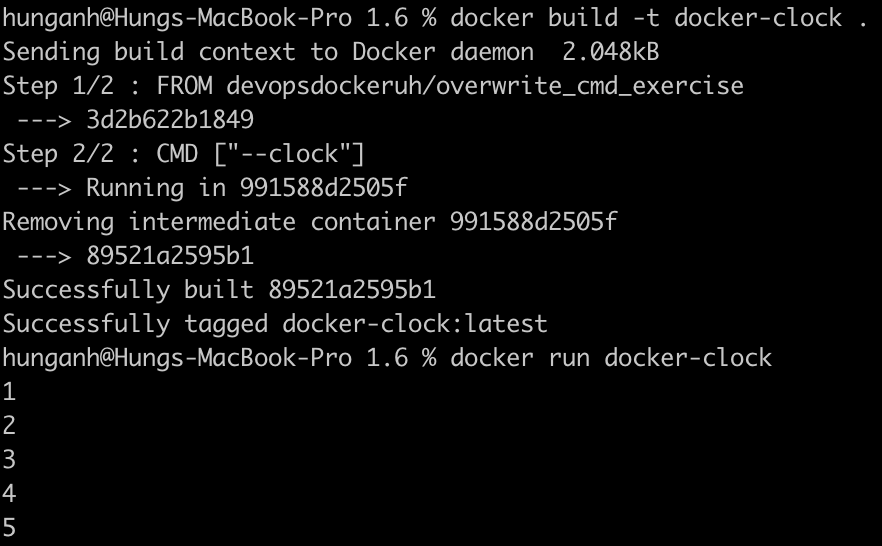 hunganh@Hungs-MacBook-Pro 1.6 % docker build -t docker-clock .
Sending build context to Docker daemon  2.048kB
Step 1/2 : FROM devopsdockeruh/overwrite_cmd_exercise
 ---> 3d2b622b1849
Step 2/2 : CMD ["--clock"]
 ---> Running in 991588d2505f
Removing intermediate container 991588d2505f
 ---> 89521a2595b1
Successfully built 89521a2595b1
Successfully tagged docker-clock:latest
hunganh@Hungs-MacBook-Pro 1.6 % docker run docker-clock
1
2
3
4
5